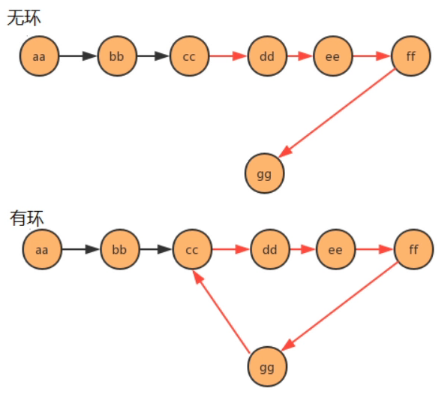 无环
aa bb cc dd ee ff
gg
有环
aa bb cc dd ee ff
gg